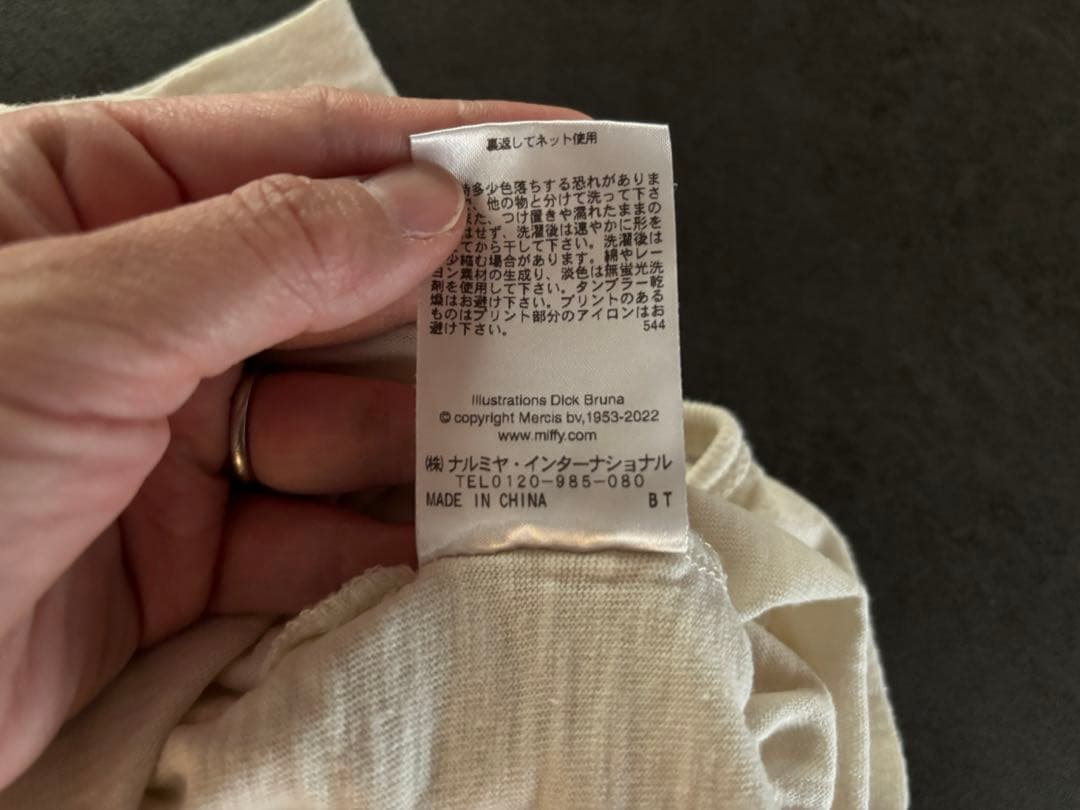 裏返してネット使用
多少色落ちする恐れがありま
、他の物と分けて洗って下さ
また、つけ置きや濡れたままの
はせず、洗濯後は速やかに形を
てから干して下さい。洗濯後は
少縮む場合があります。綿やレー
ヨン素材の生成り、淡色は無蛍光洗
剤を使用して下さい。タンブラー乾
燥はお避け下さい。プリントのある
ものはプリント部分のアイロンはお
避け下さい。 544
Illustrations Dick Bruna
© copyright Mercis bv,1953-2022
www.miffy.com
(株)ナルミヤ・インターナショナル
TEL0120-985-080
MADE IN CHINA BT